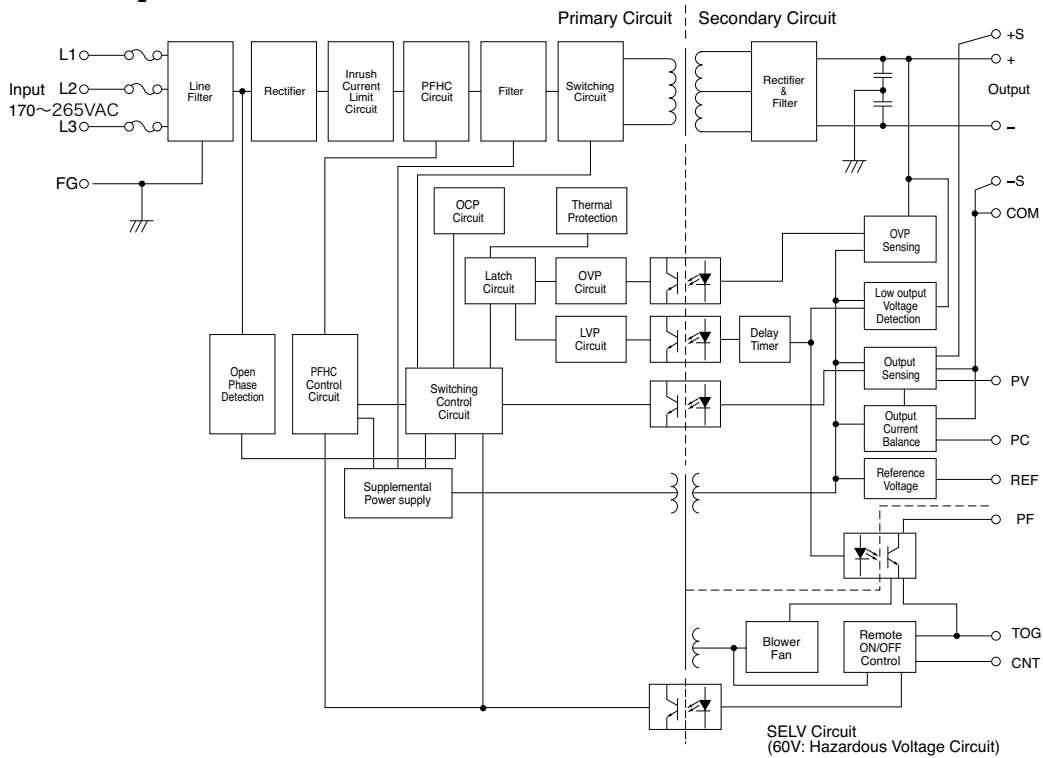 Primary Circuit
Secondary Circuit
L1
Input
L2
170～265VAC
L3
FG
Line
Filter
Rectifier
Inrush
Current
Limit
Circuit
PFHC
Circuit
Filter
Switching
Circuit
Rectifier
&
Filter
+S
+
Output
–
–S
COM
OCP
Circuit
Thermal
Protection
Latch
Circuit
OVP
Circuit
OVP
Sensing
LVP
Circuit
Delay
Timer
Low output
Voltage
Detection
Open
Phase
Detection
PFHC
Control
Circuit
Switching
Control
Circuit
Output
Sensing
PV
Output
Current
Balance
PC
Supplemental
Power supply
Reference
Voltage
REF
PF
Blower
Fan
Remote
ON/OFF
Control
TOG
CNT
SELV Circuit
(60V: Hazardous Voltage Circuit)